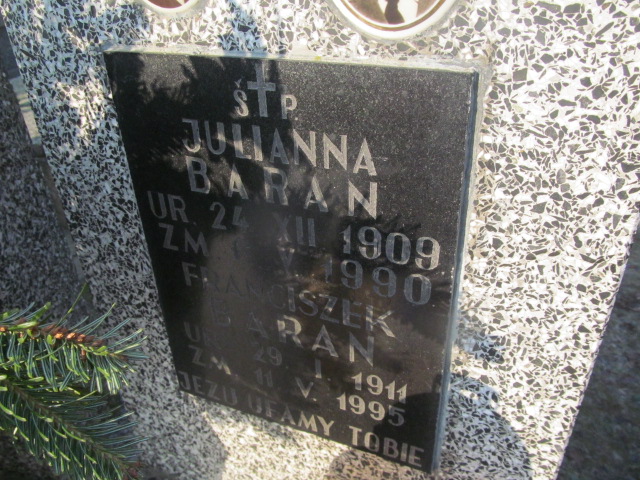 Ś P
JULIANNA
BARAN
UR. 24 XII 1909
ZM V. 1990
FRANCISZEK
BARAN
UR. 29 I 1911
ZM. 11 V. 1995
JEZU UFAMY TOBIE